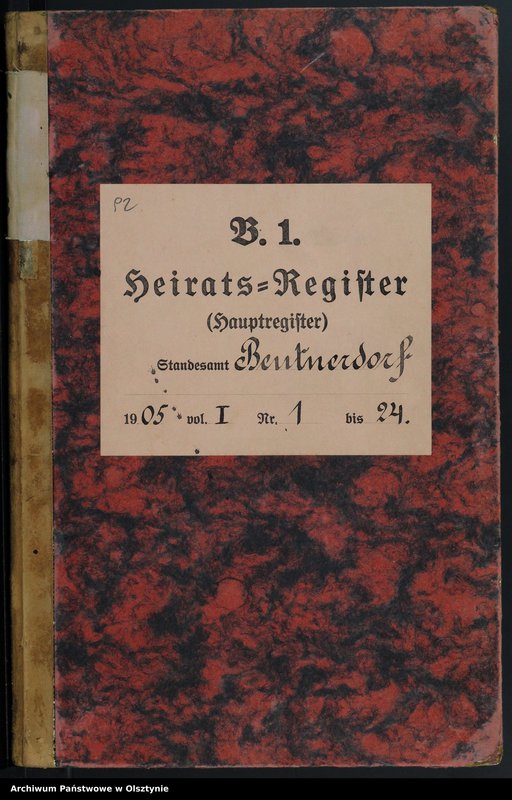 P2.
B. 1.
Heirats=Regiſter
(Hauptregiſter)
Standesamt Beutnerdorf
1905 vol. I Nr. 1 bis 24.
Archiwum Państwowe w Olsztynie